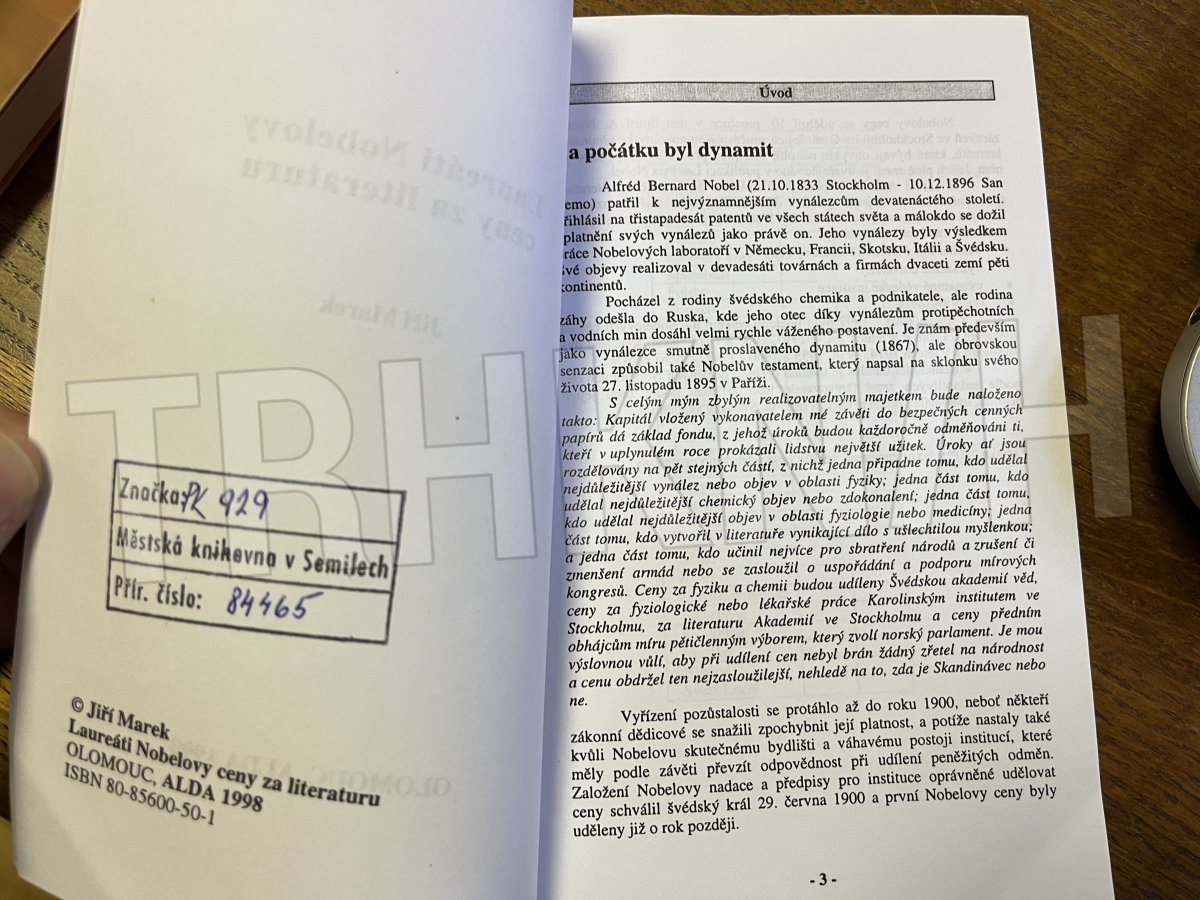 Značka: PK 929
Městská knihovna v Semilech
Přír. číslo: 84465
© Jiří Marek
Laureáti Nobelovy ceny za literaturu
OLOMOUC, ALDA 1998
ISBN 80-85600-50-1
TRH KNIH
Úvod
a počátku byl dynamit
Alfréd Bernard Nobel (21.10.1833 Stockholm - 10.12.1896 San
emo) patřil k nejvýznamnějším vynálezcům devatenáctého století.
řihlásil na třistapadesát patentů ve všech státech světa a málokdo se dožil
platnění svých vynálezů jako právě on. Jeho vynálezy byly výsledkem
ráce Nobelových laboratoří v Německu, Francii, Skotsku, Itálii a Švédsku.
vé objevy realizoval v devadesáti továrnách a firmách dvaceti zemí pěti
kontinentů.
Pocházel z rodiny švédského chemika a podnikatele, ale rodina
záhy odešla do Ruska, kde jeho otec díky vynálezům protipěchotních
a vodních min dosáhl velmi rychle váženého postavení. Je znám především
jako vynálezce smutně proslaveného dynamitu (1867), ale obrovskou
senzaci způsobil také Nobelův testament, který napsal na sklonku svého
života 27. listopadu 1895 v Paříži.
S celým mým zbylým realizovatelným majetkem bude naloženo
takto: Kapitál vložený vykonavatelem mé závěti do bezpečných cenných
papírů dá základ fondu, z jehož úroků budou každoročně odměňováni ti,
kteří v uplynulém roce prokázali lidstvu největší užitek. Úroky ať jsou
rozdělovány na pět stejných částí, z nichž jedna připadne tomu, kdo udělal
nejdůležitější vynález nebo objev v oblasti fyziky; jedna část tomu, kdo
udělal nejdůležitější chemický objev nebo zdokonalení; jedna část tomu,
kdo udělal nejdůležitější objev v oblasti fyziologie nebo medicíny; jedna
část tomu, kdo vytvořil v literatuře vynikající dílo s ušlechtilou myšlenkou;
a jedna část tomu, kdo učinil nejvíce pro sbratření národů a zrušení či
zmenšení armád nebo se zasloužil o uspořádání a podporu mírových
kongresů. Ceny za fyziku a chemii budou udíleny Švédskou akademií věd,
ceny za fyziologické nebo lékařské práce Karolinským institutem ve
Stockholmu, za literaturu Akademií ve Stockholmu a ceny předním
obhájcům míru pětičlenným výborem, který zvolí norský parlament. Je mou
výslovnou vůlí, aby při udílení cen nebyl brán žádný zřetel na národnost
a cenu obdržel ten nejzasloužilejší, nehledě na to, zda je Skandinávec nebo
ne.
Vyřízení pozůstalosti se protáhlo až do roku 1900, neboť někteří
zákonní dědicové se snažili zpochybnit její platnost, a potíže nastaly také
kvůli Nobelovu skutečnému bydlišti a váhavému postoji institucí, které
měly podle závěti převzít odpovědnost při udílení peněžitých odměn.
Založení Nobelovy nadace a předpisy pro instituce oprávněné udělovat
ceny schválil švédský král 29. června 1900 a první Nobelovy ceny byly
uděleny již o rok později.
- 3 -